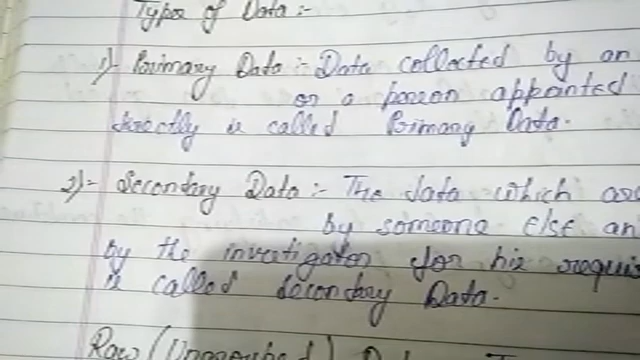 Types of Data :-
1)- Primary Data :- Data collected by an
or a person appointed
directly is called Primary Data.
2)- Secondary Data :- The data which are
by someone else an
by the investigator for his requis
is called Secondary Data.
Raw (